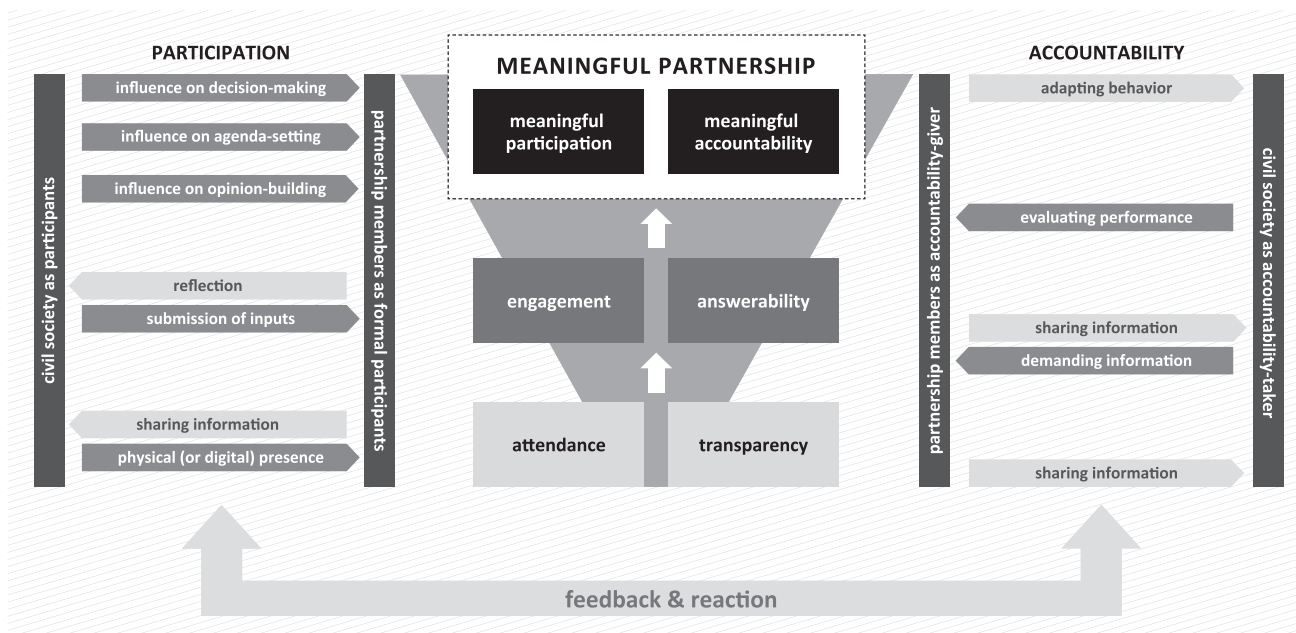 PARTICIPATION
civil society as participants
influence on decision-making
influence on agenda-setting
influence on opinion-building
reflection
submission of inputs
sharing information
physical (or digital) presence
partnership members as formal participants
MEANINGFUL PARTNERSHIP
meaningful
participation
meaningful
accountability
engagement
answerability
attendance
transparency
ACCOUNTABILITY
partnership members as accountability-giver
adapting behavior
evaluating performance
sharing information
demanding information
sharing information
civil society as accountability-taker
feedback & reaction